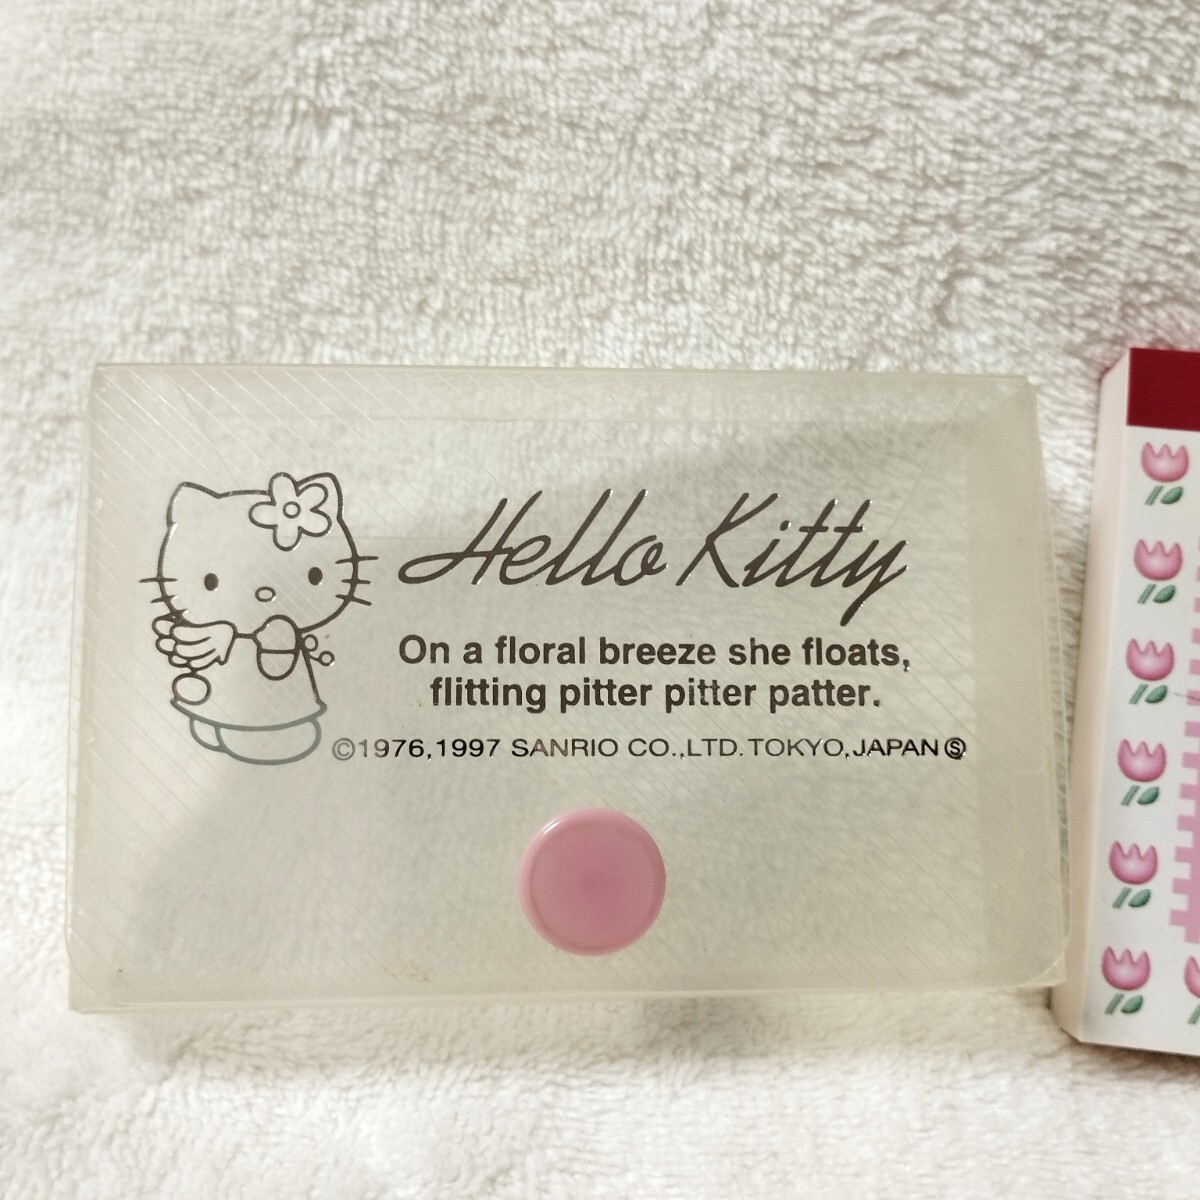 Hello Kitty
On a floral breeze she floats,
flitting pitter pitter patter.
©1976,1997 SANRIO CO.,LTD. TOKYO, JAPAN Ⓢ